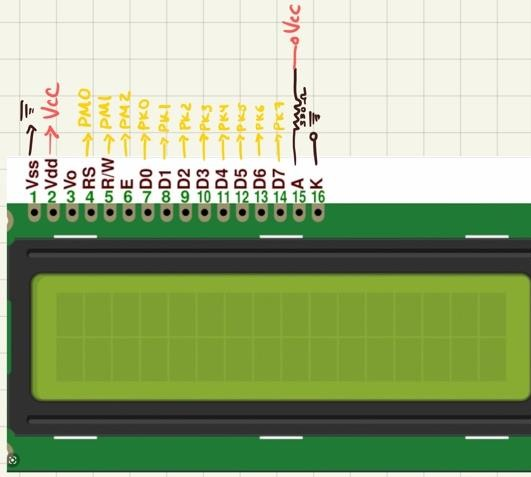 Vcc
Vcc
PM0
PM1
PM2
PK0
PK1
PK2
PK3
PK4
PK5
PK6
PK7
330Ω
Vss
Vdd
Vo
RS
R/W
E
D0
D1
D2
D3
D4
D5
D6
D7
A
K
1 2 3 4 5 6 7 8 9 10 11 12 13 14 15 16